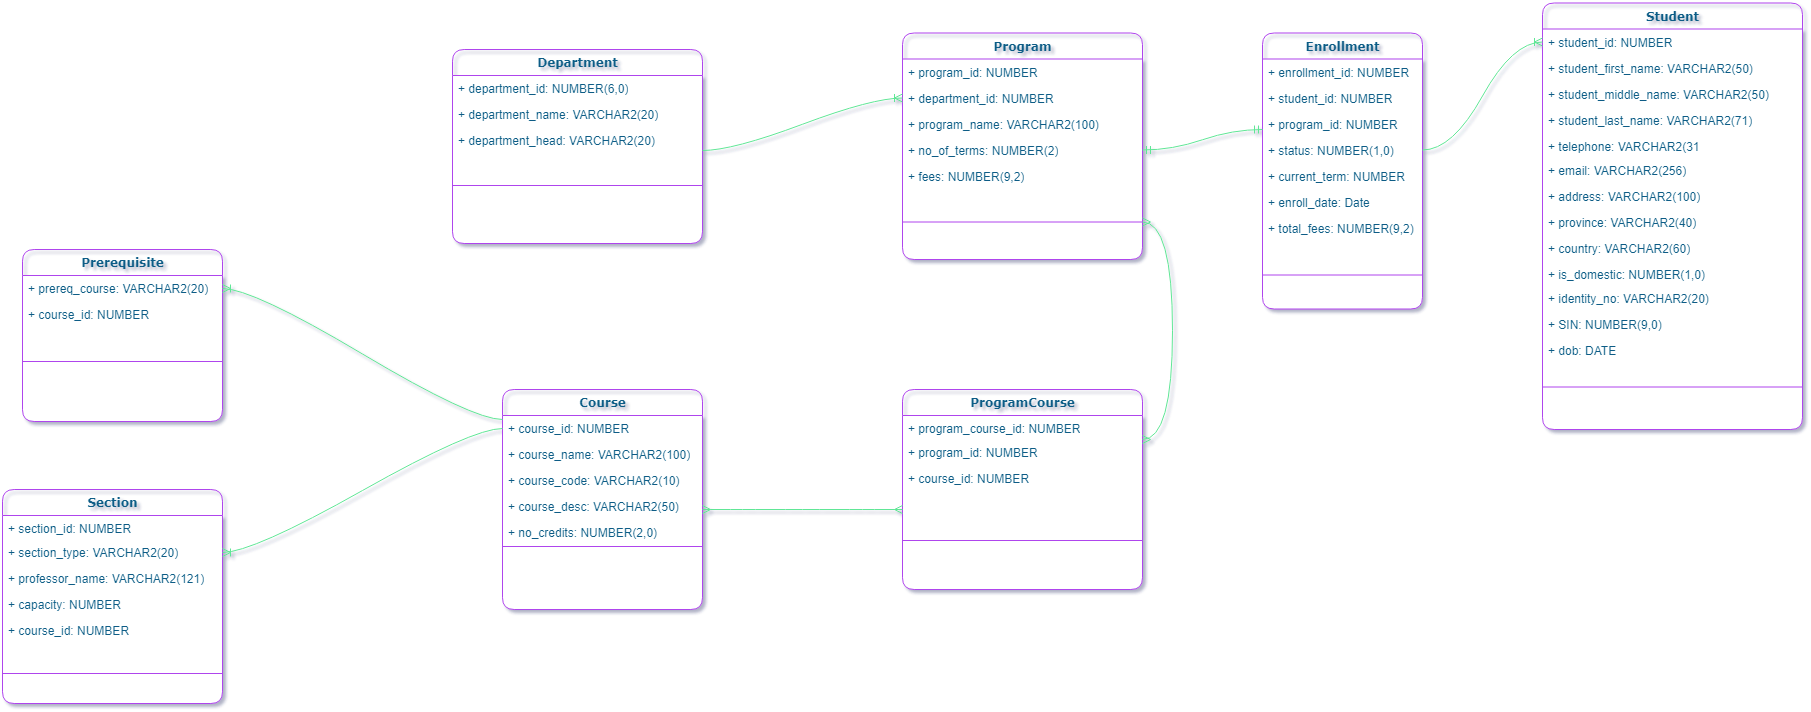 Department
+ department_id: NUMBER(6,0)
+ department_name: VARCHAR2(20)
+ department_head: VARCHAR2(20)
Program
+ program_id: NUMBER
+ department_id: NUMBER
+ program_name: VARCHAR2(100)
+ no_of_terms: NUMBER(2)
+ fees: NUMBER(9,2)
Enrollment
+ enrollment_id: NUMBER
+ student_id: NUMBER
+ program_id: NUMBER
+ status: NUMBER(1,0)
+ current_term: NUMBER
+ enroll_date: Date
+ total_fees: NUMBER(9,2)
Student
+ student_id: NUMBER
+ student_first_name: VARCHAR2(50)
+ student_middle_name: VARCHAR2(50)
+ student_last_name: VARCHAR2(71)
+ telephone: VARCHAR2(31
+ email: VARCHAR2(256)
+ address: VARCHAR2(100)
+ province: VARCHAR2(40)
+ country: VARCHAR2(60)
+ is_domestic: NUMBER(1,0)
+ identity_no: VARCHAR2(20)
+ SIN: NUMBER(9,0)
+ dob: DATE
Prerequisite
+ prereq_course: VARCHAR2(20)
+ course_id: NUMBER
Section
+ section_id: NUMBER
+ section_type: VARCHAR2(20)
+ professor_name: VARCHAR2(121)
+ capacity: NUMBER
+ course_id: NUMBER
Course
+ course_id: NUMBER
+ course_name: VARCHAR2(100)
+ course_code: VARCHAR2(10)
+ course_desc: VARCHAR2(50)
+ no_credits: NUMBER(2,0)
ProgramCourse
+ program_course_id: NUMBER
+ program_id: NUMBER
+ course_id: NUMBER